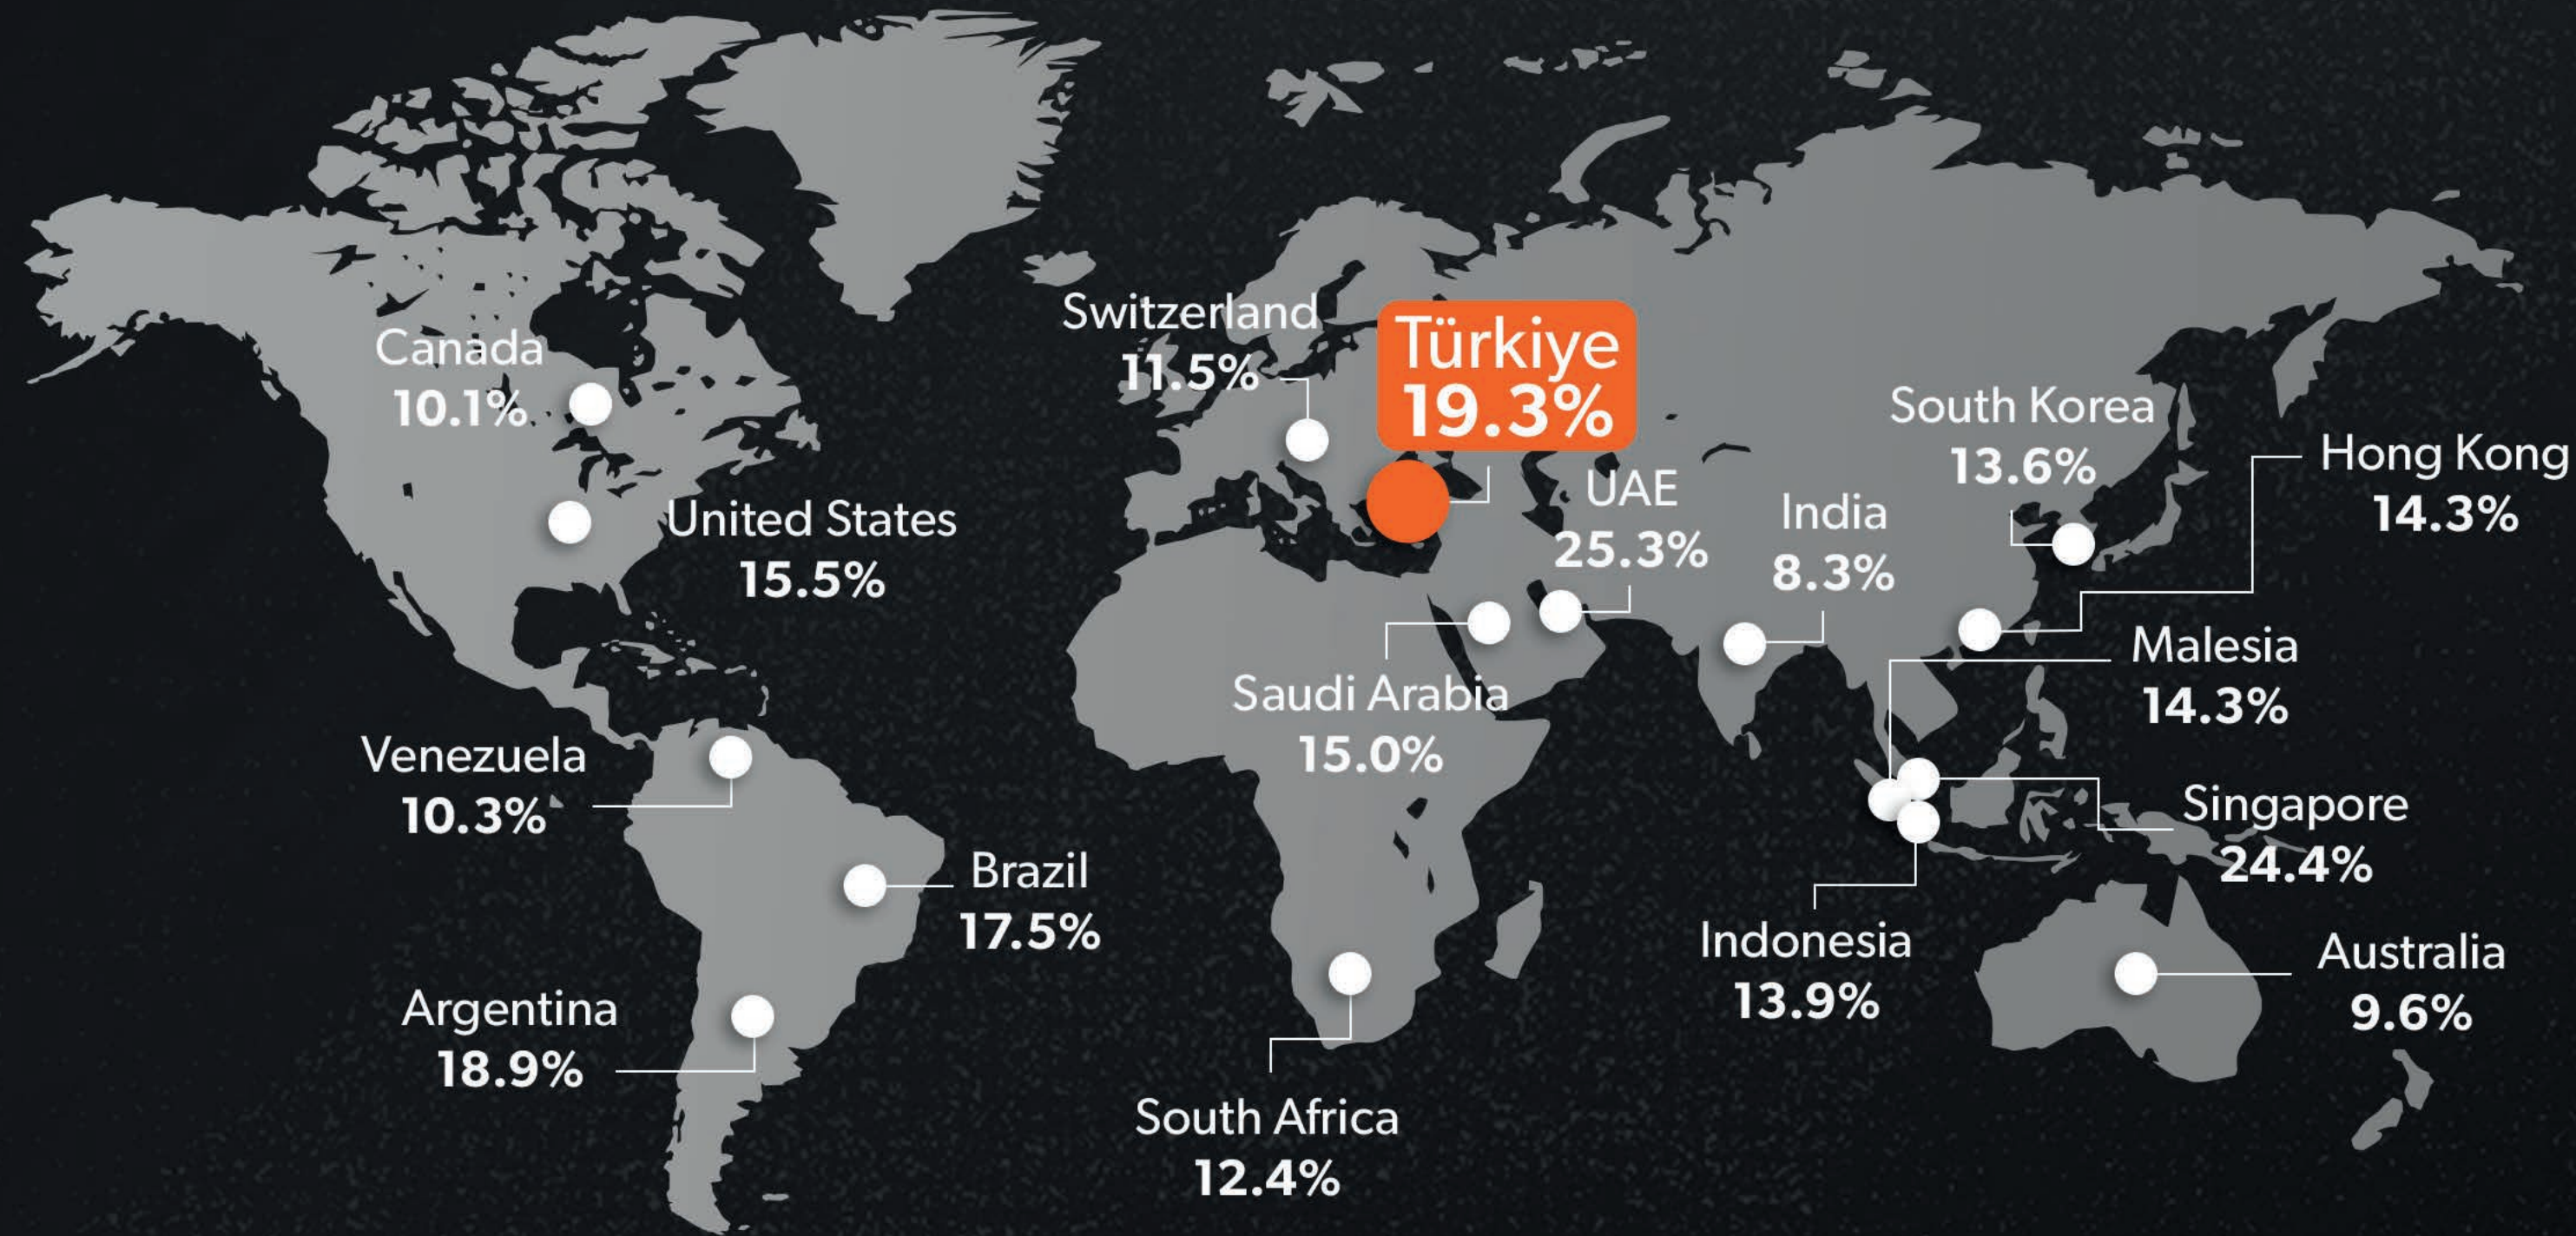 Canada
10.1%
United States
15.5%
Switzerland
11.5%
Türkiye
19.3%
UAE
25.3%
India
8.3%
South Korea
13.6%
Hong Kong
14.3%
Malesia
14.3%
Saudi Arabia
15.0%
Venezuela
10.3%
Brazil
17.5%
Singapore
24.4%
Argentina
18.9%
Indonesia
13.9%
Australia
9.6%
South Africa
12.4%